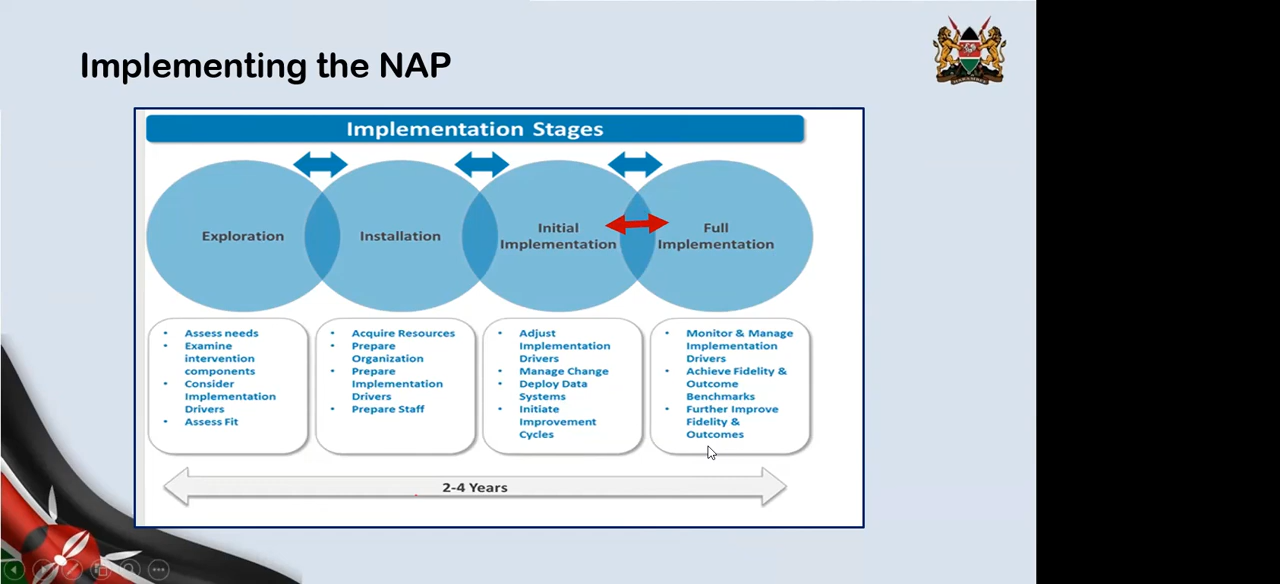 Implementing the NAP
Implementation Stages
Exploration
Installation
Initial
Implementation
Full
Implementation
• Assess needs
• Examine
intervention
components
• Consider
Implementation
Drivers
• Assess Fit
• Acquire Resources
• Prepare
Organization
• Prepare
Implementation
Drivers
• Prepare Staff
• Adjust
Implementation
Drivers
• Manage Change
• Deploy Data
Systems
• Initiate
Improvement
Cycles
• Monitor & Manage
Implementation
Drivers
• Achieve Fidelity &
Outcome
Benchmarks
• Further Improve
Fidelity &
Outcomes
2-4 Years